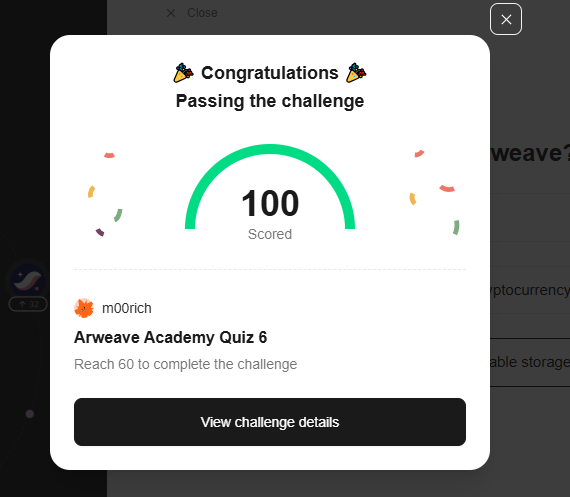 Close
Congratulations
Passing the challenge
weave?
100
Scored
32
yptocurrency
m00rich
Arweave Academy Quiz 6
Reach 60 to complete the challenge
able storage
View challenge details